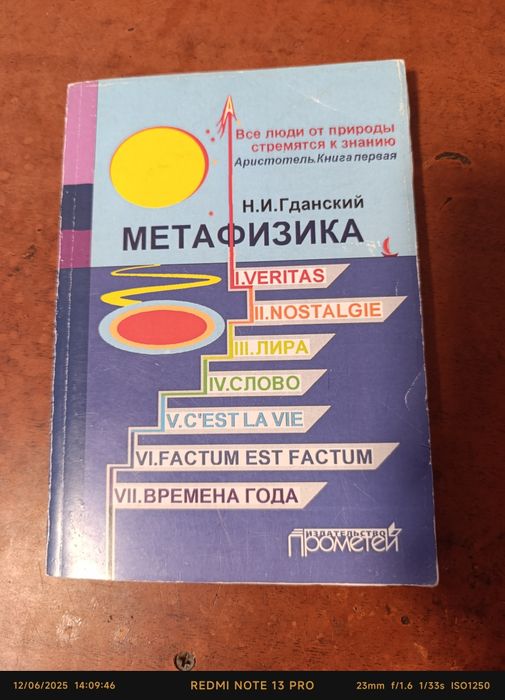 Все люди от природы
стремятся к знанию
Аристотель.Книга первая
Н.И.Гданский
МЕТАФИЗИКА
I.VERITAS
II.NOSTALGIE
III.ЛИРА
IV.СЛОВО
V.C'EST LA VIE
VI.FACTUM EST FACTUM
VII.ВРЕМЕНА ГОДА
ИЗДАТЕЛЬСТВО
Прометей
12/06/2025 14:09:46
REDMI NOTE 13 PRO
23mm f/1.6 1/33s ISO1250